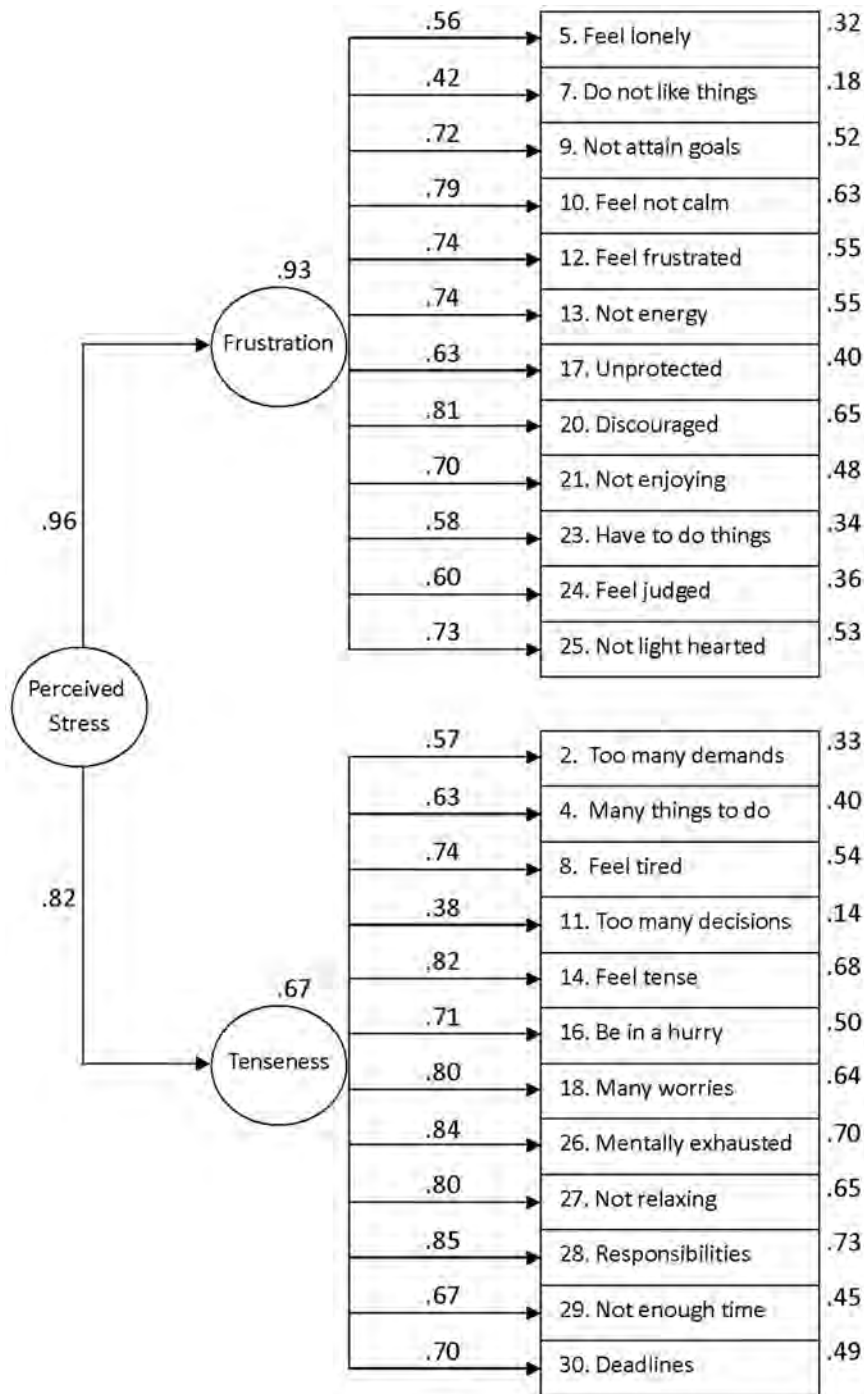 .56 5. Feel lonely .32
.42 7. Do not like things .18
.72 9. Not attain goals .52
.79 10. Feel not calm .63
.74 12. Feel frustrated .55
.93
.74 13. Not energy .55
Frustration
.63 17. Unprotected .40
.81 20. Discouraged .65
.70 21. Not enjoying .48
.96
.58 23. Have to do things .34
.60 24. Feel judged .36
.73 25. Not light hearted .53
Perceived
Stress
.57 2. Too many demands .33
.63 4. Many things to do .40
.74 8. Feel tired .54
.82
.38 11. Too many decisions .14
.82 14. Feel tense .68
.67
.71 16. Be in a hurry .50
Tenseness
.80 18. Many worries .64
.84 26. Mentally exhausted .70
.80 27. Not relaxing .65
.85 28. Responsibilities .73
.67 29. Not enough time .45
.70 30. Deadlines .49